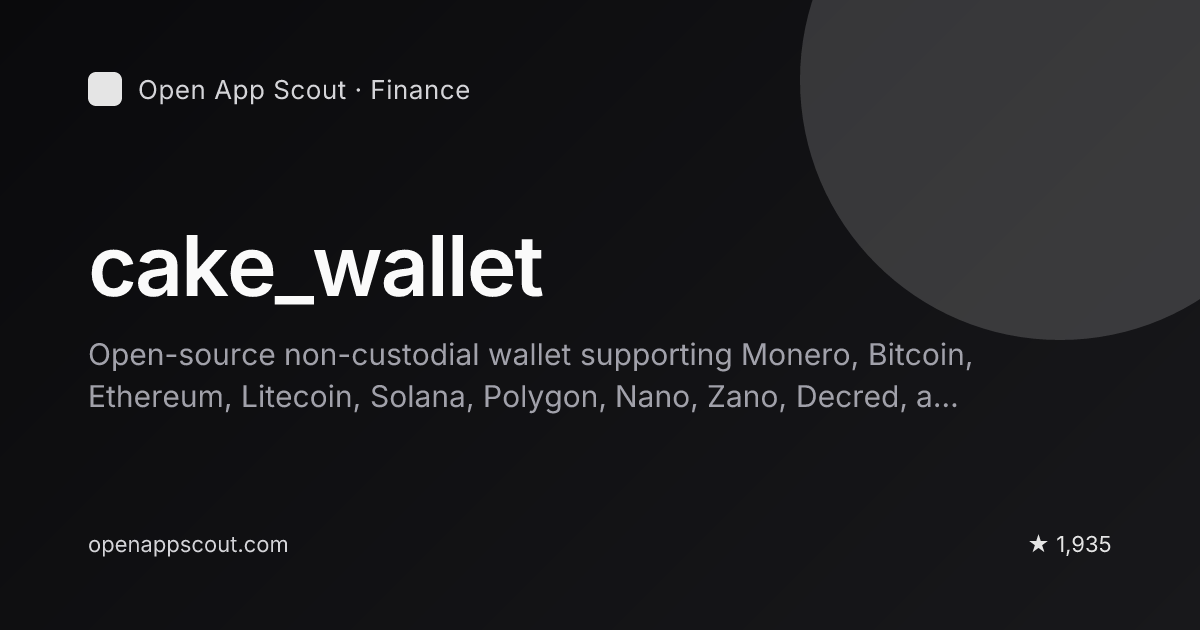 Open App Scout · Finance
cake_wallet
Open-source non-custodial wallet supporting Monero, Bitcoin,
Ethereum, Litecoin, Solana, Polygon, Nano, Zano, Decred, a...
openappscout.com
★ 1,935